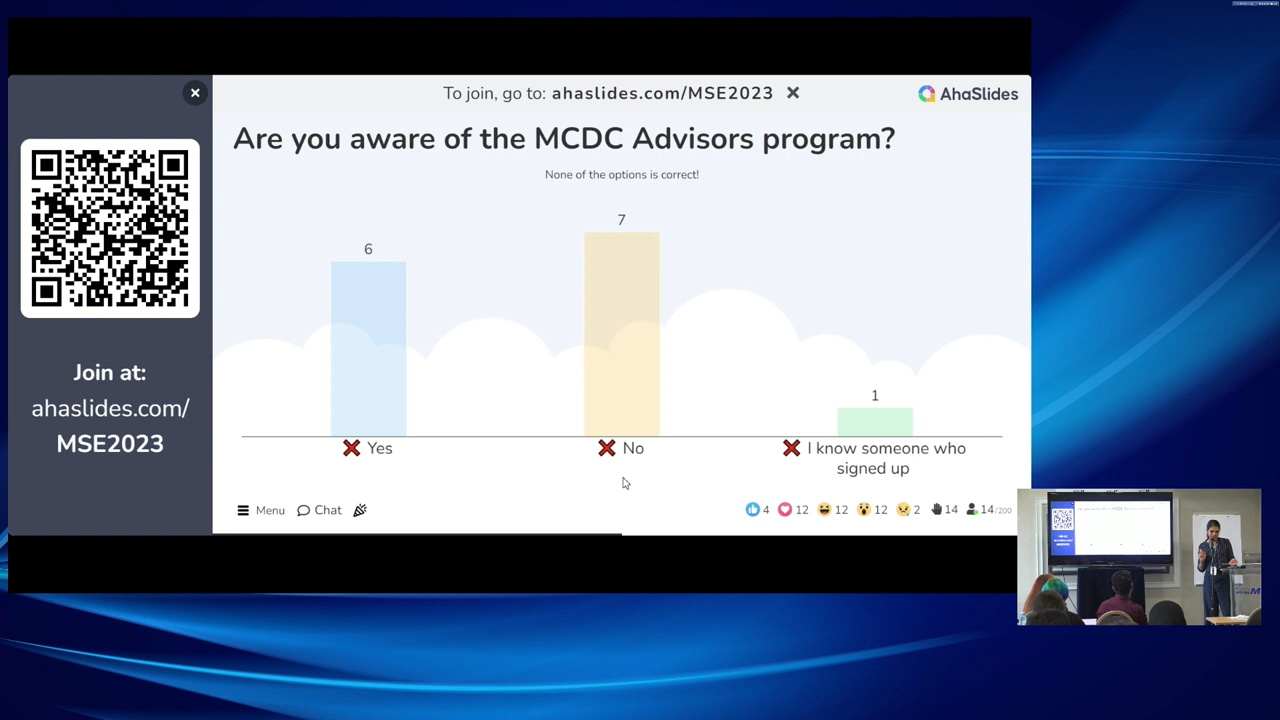 To join, go to: ahaslides.com/MSE2023
AhaSlides
Are you aware of the MCDC Advisors program?
None of the options is correct!
6
7
1
Yes
No
I know someone who
signed up
Join at:
ahaslides.com/
MSE2023
Menu
Chat
4
12
12
12
2
14
14/200